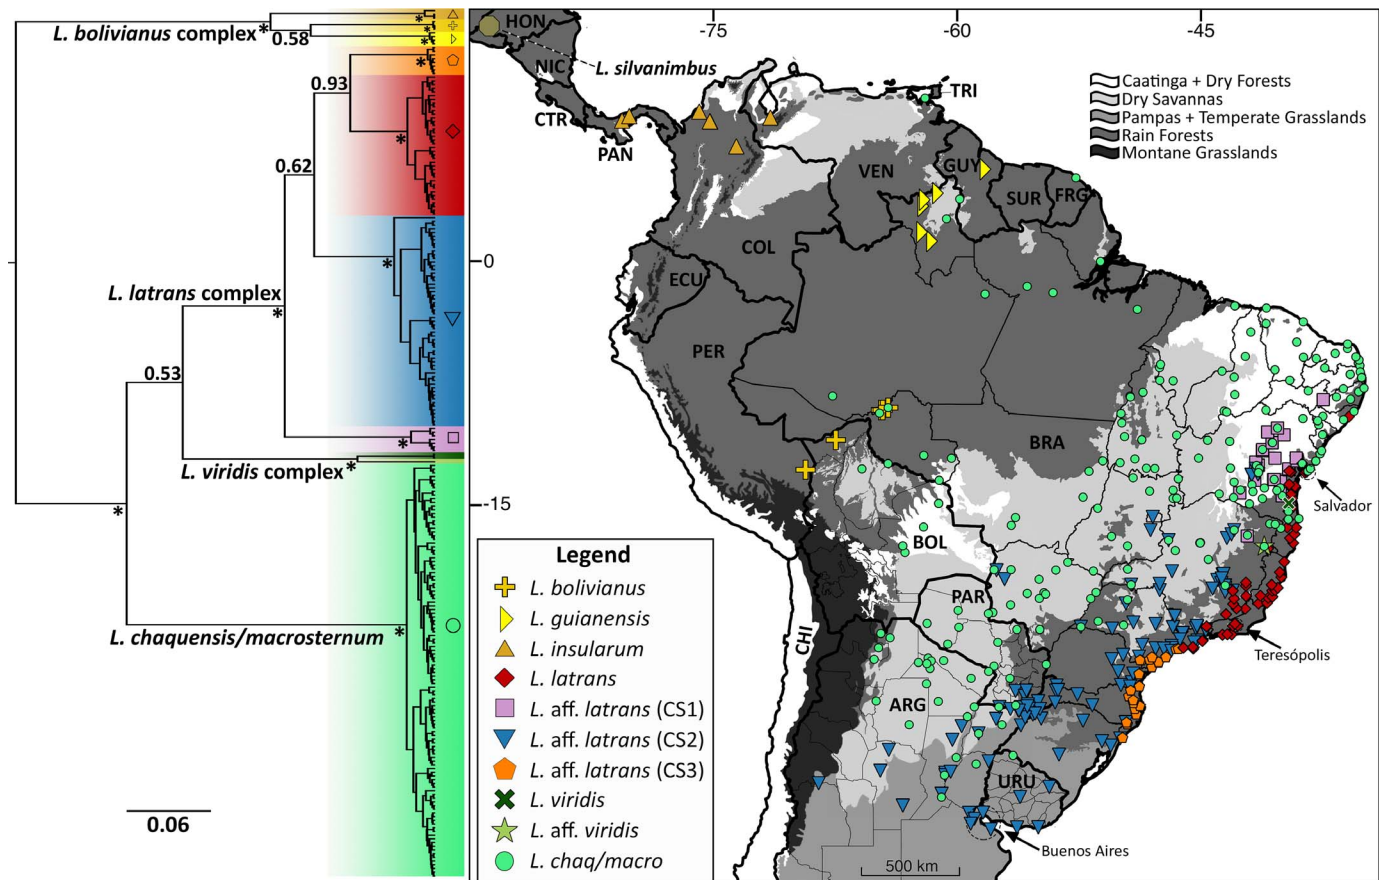 L. bolivianus complex
*
*
*
*
0.58
*
0.93
*
0.62
*
L. latrans complex
*
0.53
*
L. viridis complex
*
*
L. chaquensis/macrosternum
*
0.06
-75
-60
-45
0
-15
HON
NIC
L. silvanimbus
CTR
PAN
TRI
VEN
GUY
SUR
FRG
COL
ECU
PER
BRA
BOL
PAR
CHI
ARG
URU
Caatinga + Dry Forests
Dry Savannas
Pampas + Temperate Grasslands
Rain Forests
Montane Grasslands
Salvador
Teresópolis
Buenos Aires
500 km
Legend
L. bolivianus
L. guianensis
L. insularum
L. latrans
L. aff. latrans (CS1)
L. aff. latrans (CS2)
L. aff. latrans (CS3)
L. viridis
L. aff. viridis
L. chaq/macro